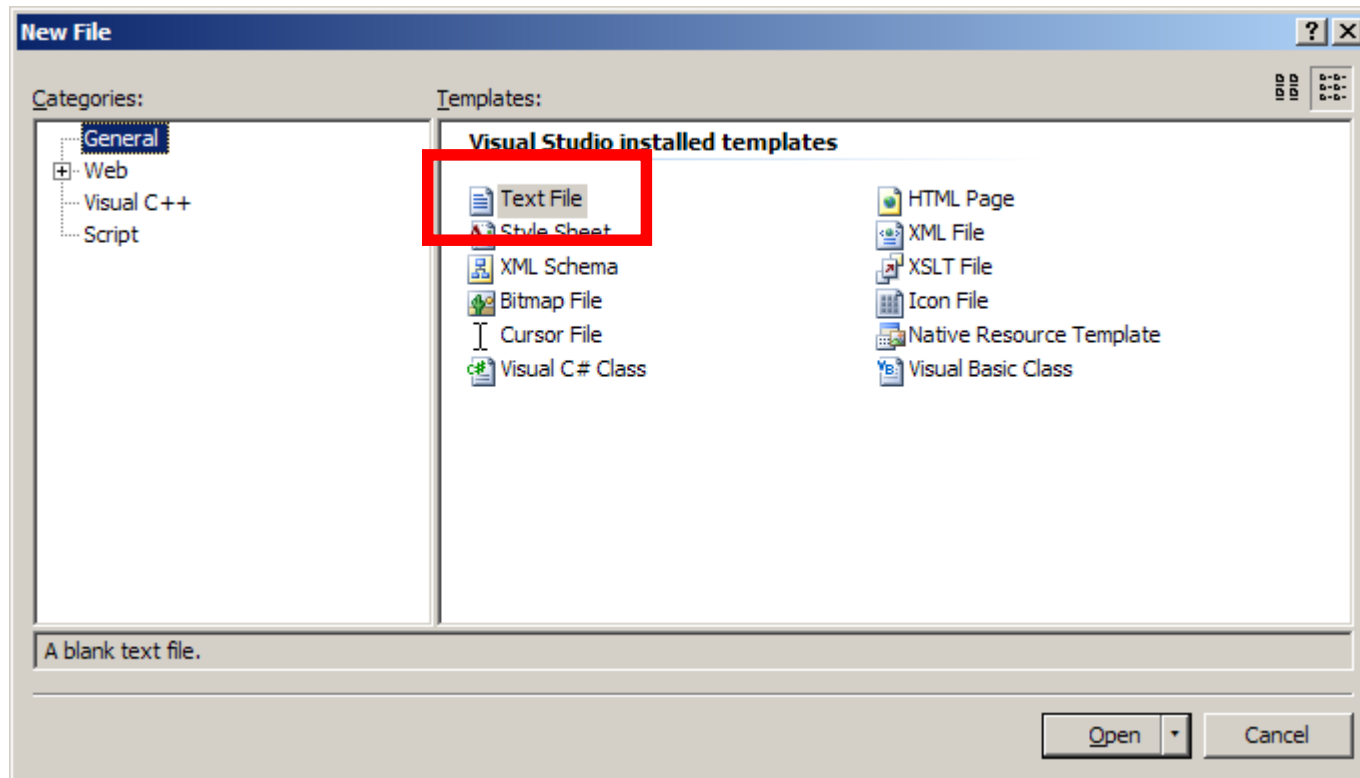 New File
Categories:
Templates:
General
Web
Visual C++
Script
Visual Studio installed templates
Text File
HTML Page
Style Sheet
XML File
XML Schema
XSLT File
Bitmap File
Icon File
Cursor File
Native Resource Template
Visual C# Class
Visual Basic Class
A blank text file.
Open
Cancel